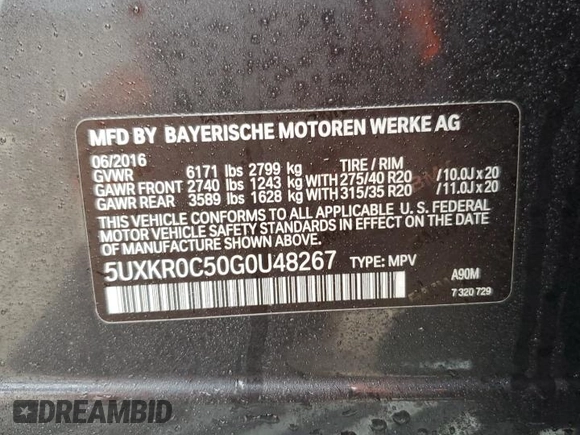 MFD BY BAYERISCHE MOTOREN WERKE AG
06/2016 TIRE / RIM
GVWR 6171 lbs 2799 kg
GAWR FRONT 2740 lbs 1243 kg WITH 275/40 R20 /10.0J x 20
GAWR REAR 3589 lbs 1628 kg WITH 315/35 R20 /11.0J x 20
THIS VEHICLE CONFORMS TO ALL APPLICABLE U. S. FEDERAL
MOTOR VEHICLE SAFETY STANDARDS IN EFFECT ON THE DATE OF
MANUFACTURE SHOWN ABOVE.
5UXKR0C50G0U48267 TYPE: MPV
A90M
7 320 729
DREAMBID